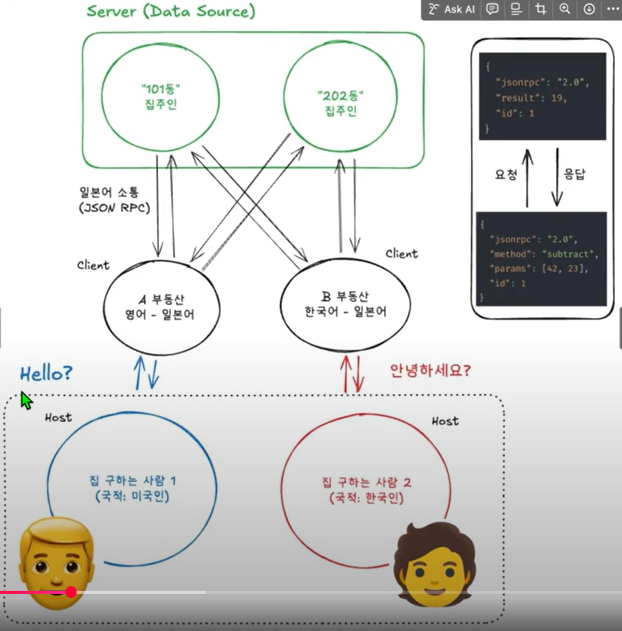 Ask AI
Server (Data Source)
"101동"
집주인
"202동"
집주인
일본어 소통
(JSON RPC)
Client
Client
A 부동산
영어 - 일본어
B 부동산
한국어 - 일본어
Hello?
안녕하세요?
Host
Host
집 구하는 사람 1
(국적: 미국인)
집 구하는 사람 2
(국적: 한국인)
{
"jsonrpc": "2.0",
"result": 19,
"id": 1
}
요청
응답
{
"jsonrpc": "2.0",
"method": "subtract",
"params": [42, 23],
"id": 1
}